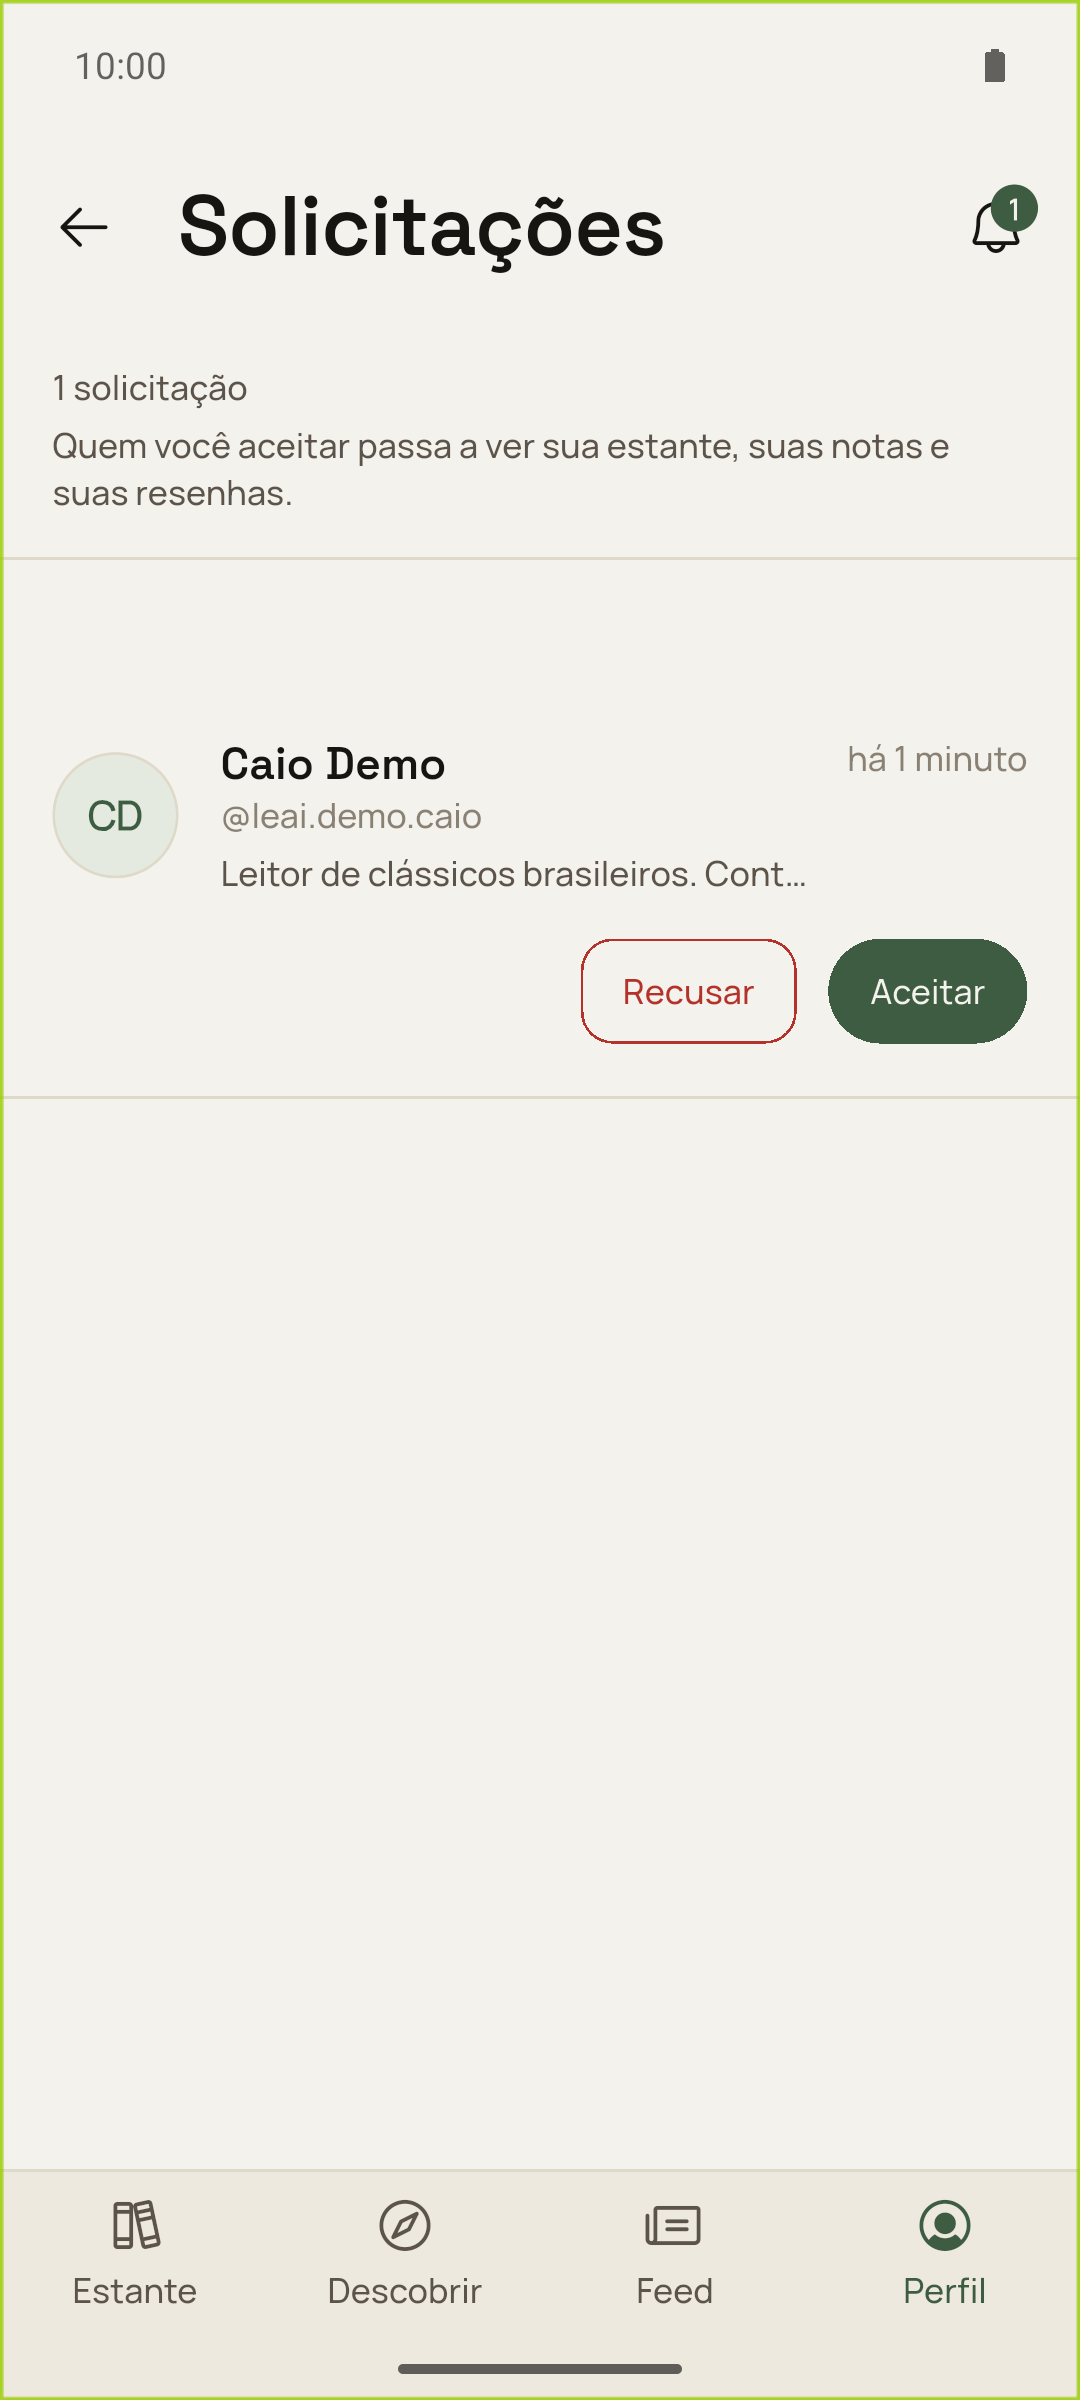 10:00
Solicitações
1
1 solicitação
Quem você aceitar passa a ver sua estante, suas notas e
suas resenhas.
CD
Caio Demo
há 1 minuto
@leai.demo.caio
Leitor de clássicos brasileiros. Cont…
Recusar
Aceitar
Estante
Descobrir
Feed
Perfil